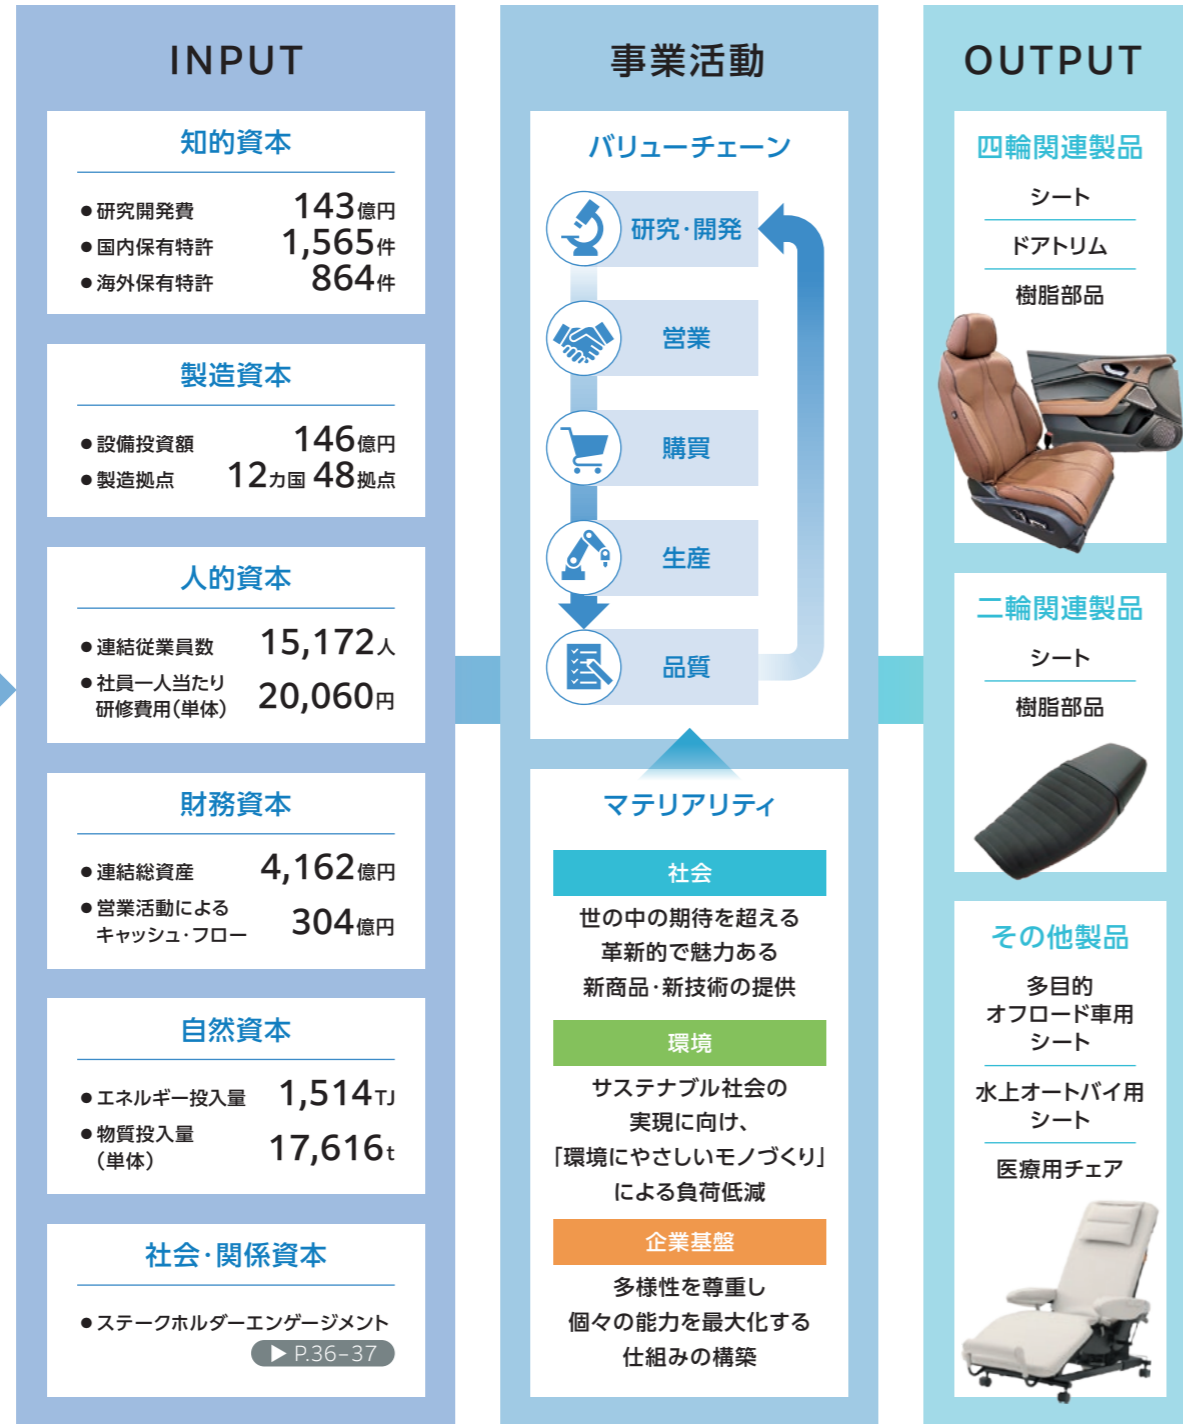 INPUT
知的資本
●研究開発費 143億円
●国内保有特許 1,565件
●海外保有特許 864件
製造資本
●設備投資額 146億円
●製造拠点 12カ国 48拠点
人的資本
●連結従業員数 15,172人
●社員一人当たり
研修費用(単体) 20,060円
財務資本
●連結総資産 4,162億円
●営業活動による
キャッシュ・フロー 304億円
自然資本
●エネルギー投入量 1,514TJ
●物質投入量
(単体) 17,616t
社会・関係資本
●ステークホルダーエンゲージメント
▶ P.36-37
事業活動
バリューチェーン
研究・開発
営業
購買
生産
品質
マテリアリティ
社会
世の中の期待を超える
革新的で魅力ある
新商品・新技術の提供
環境
サステナブル社会の
実現に向け、
「環境にやさしいモノづくり」
による負荷低減
企業基盤
多様性を尊重し
個々の能力を最大化する
仕組みの構築
OUTPUT
四輪関連製品
シート
ドアトリム
樹脂部品
二輪関連製品
シート
樹脂部品
その他製品
多目的
オフロード車用
シート
水上オートバイ用
シート
医療用チェア